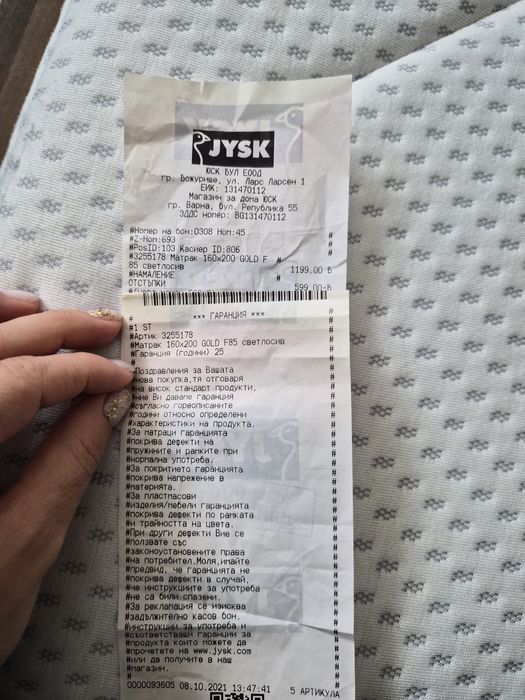 JYSK
ЮСК БУЛ ЕООД
гр. Божурище, ул. Ларс Ларсен 1
ЕИК: 131470112
Магазин за дома ЮСК
гр. Варна, бул. Република 55
ЗДДС номер: BG131470112
#Номер на бон:0308 Ном:45 #
#Z-Ном:693 #
#PosID:103 Касиер ID:806 #
#3255178 Матрак 160x200 GOLD F #
85 светлосив 1199.00 Б
#НАМАЛЕНИЕ #
ОТСТЪПКИ 599.00-Б
# *** ГАРАНЦИЯ *** #
#1 ST #
#Артик 3255178 #
#Матрак 160x200 GOLD F85 светлосив
#Гаранция (години) 25 #
# #
#Поздравления за Вашата #
#нова покупка,тя отговаря #
#на висок стандарт продукти, #
#ние Ви даваме гаранция #
#съгласно гореописаните #
#години относно определени #
#характеристики на продукта. #
#За матраци гаранцията #
#покрива дефекти на #
#пружините и рамките при #
#нормална употреба. #
#За покритието гаранцията #
#покрива напрежение в #
#материята. #
#За пластмасови #
#изделия/мебели гаранцията #
#покрива дефекти по рамката #
#и трайността на цвета. #
#При други дефекти Вие се #
#ползвате със #
#законоустановените права #
#на потребител.Моля,имайте #
#предвид, че гаранцията не #
#покрива дефекти в случай, #
#че инструкциите за употреба #
#не са били спазени. #
#За рекламация се изисква #
#задължително касов бон. #
#инструкции за употреба и #
#съответстващи гаранции за #
#продукта които можете да #
#прочетете на www.jysk.com #
#или да получите в наш #
#магазин. #
0000093605 08.10.2021 13:47:41 5 АРТИКУЛА